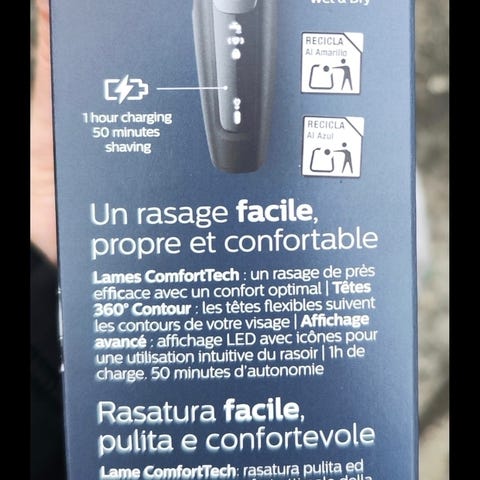 Wet & Dry
RECICLA
Al Amarillo
1 hour charging
50 minutes
shaving
RECICLA
Al Azul
Un rasage facile,
propre et confortable
Lames ComfortTech : un rasage de près
efficace avec un confort optimal | Têtes
360° Contour : les têtes flexibles suivent
les contours de votre visage | Affichage
avancé : affichage LED avec icônes pour
une utilisation intuitive du rasoir | 1h de
charge. 50 minutes d'autonomie
Rasatura facile,
pulita e confortevole
Lame ComfortTech: rasatura pulita ed